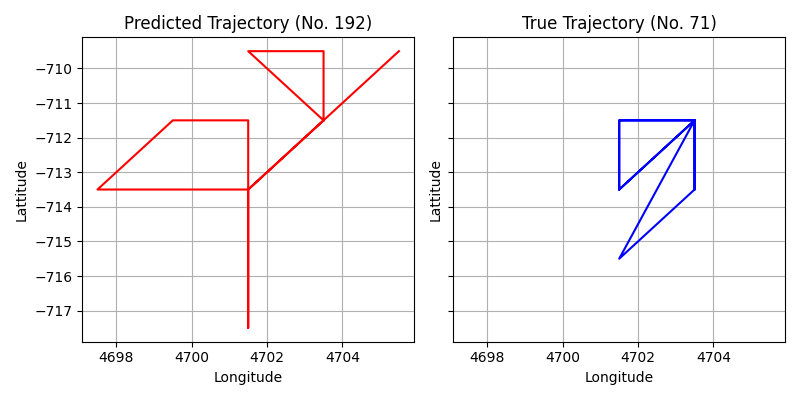 Predicted Trajectory (No. 192)
True Trajectory (No. 71)
Lattitude
−710
−711
−712
−713
−714
−715
−716
−717
4698 4700 4702 4704
Longitude
Lattitude
4698 4700 4702 4704
Longitude